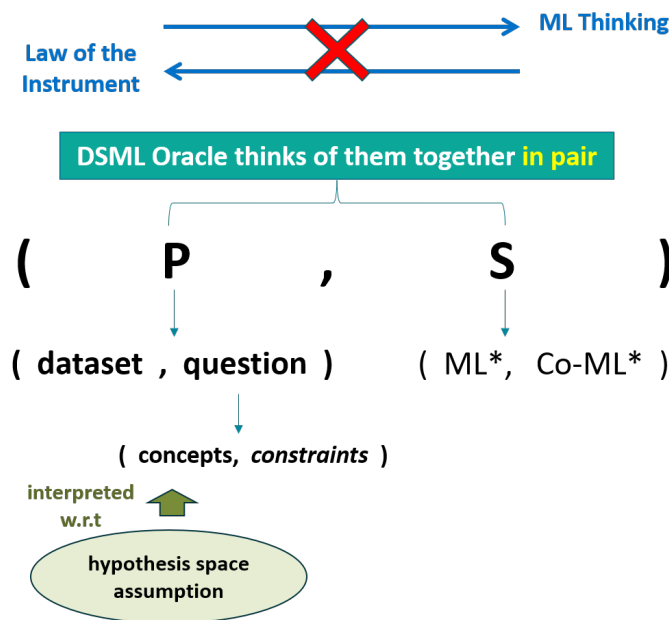 ML Thinking
Law of the
Instrument
DSML Oracle thinks of them together in pair
( P , S )
( dataset , question ) ( ML*, Co-ML* )
( concepts, constraints )
interpreted
w.r.t
hypothesis space
assumption